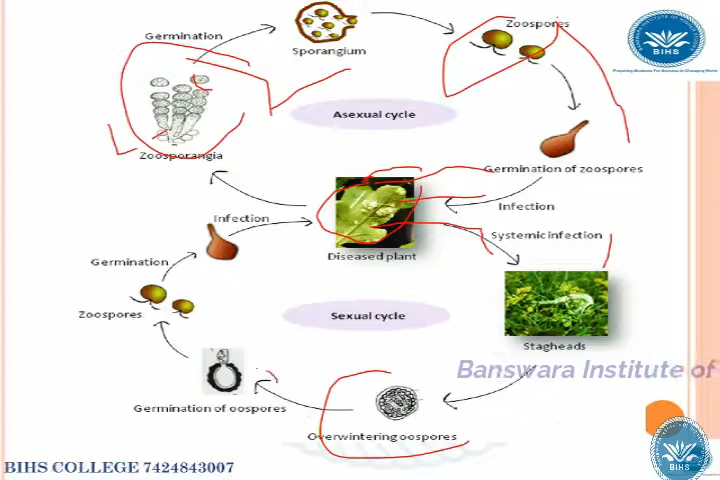 Germination
Sporangium
Zoospores
BIHS
Preparing Students For Success In Changing World
Asexual cycle
Zoosporangia
Germination of zoospores
Infection
Infection
Systemic infection
Diseased plant
Germination
Zoospores
Sexual cycle
Stagheads
Banswara Institute of
Germination of oospores
Overwintering oospores
BIHS COLLEGE 7424843007
BIHS